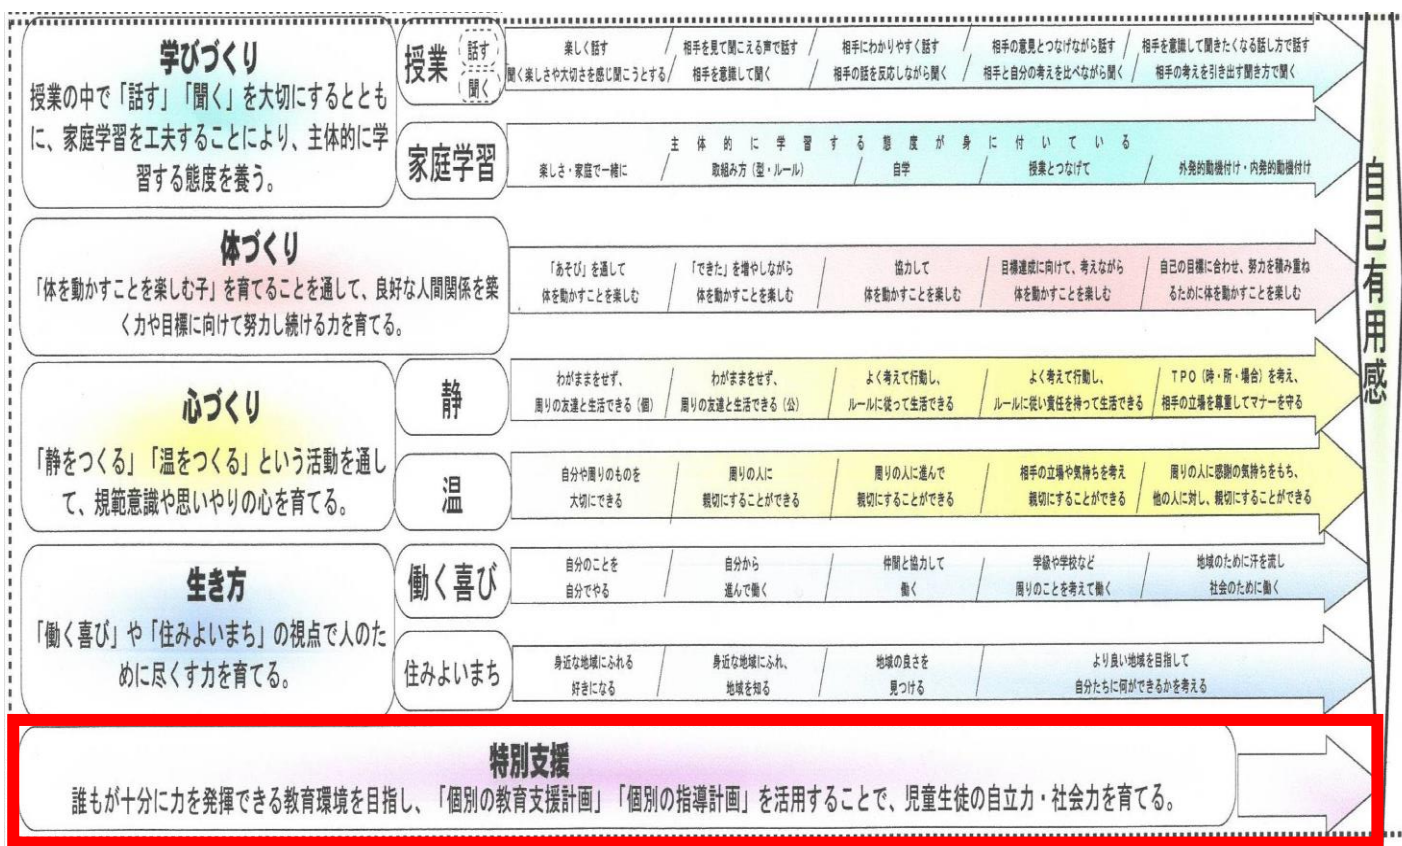 学びづくり
授業の中で「話す」「聞く」を大切にするととも
に、家庭学習を工夫することにより、主体的に学
習する態度を養う。
授業
話す
聞く
楽しく話す / 相手を見て聞こえる声で話す / 相手にわかりやすく話す / 相手の意見とつなげながら話す / 相手を意識して聞きたくなる話し方で話す
聞く楽しさや大切さを感じ聞こうとする / 相手を意識して聞く / 相手の話を反応しながら聞く / 相手と自分の考えを比べながら聞く / 相手の考えを引き出す聞き方で聞く
家庭学習
主体的に学習する態度が身に付いている
楽しさ・家庭で一緒に / 取組み方(型・ルール) / 自学 / 授業とつなげて / 外発的動機付け・内発的動機付け
体づくり
「体を動かすことを楽しむ子」を育てることを通して、良好な人間関係を築
く力や目標に向けて努力し続ける力を育てる。
「あそび」を通して / 「できた」を増やしながら / 協力して / 目標達成に向けて、考えながら / 自己の目標に合わせ、努力を積み重ね
体を動かすことを楽しむ / 体を動かすことを楽しむ / 体を動かすことを楽しむ / 体を動かすことを楽しむ / るために体を動かすことを楽しむ
心づくり
「静をつくる」「温をつくる」という活動を通し
て、規範意識や思いやりの心を育てる。
静
わがままをせず、 / わがままをせず、 / よく考えて行動し、 / よく考えて行動し、 / TPO(時・所・場合)を考え、
周りの友達と生活できる(個) / 周りの友達と生活できる(公) / ルールに従って生活できる / ルールに従い責任を持って生活できる / 相手の立場を尊重してマナーを守る
温
自分や周りのものを / 周りの人に / 周りの人に進んで / 相手の立場や気持ちを考え / 周りの人に感謝の気持ちをもち、
大切にできる / 親切にすることができる / 親切にすることができる / 親切にすることができる / 他の人に対し、親切にすることができる
生き方
「働く喜び」や「住みよいまち」の視点で人のた
めに尽くす力を育てる。
働く喜び
自分のことを / 自分から / 仲間と協力して / 学級や学校など / 地域のために汗を流し
自分でやる / 進んで働く / 働く / 周りのことを考えて働く / 社会のために働く
住みよいまち
身近な地域にふれる / 身近な地域にふれ、 / 地域の良さを / より良い地域を目指して
好きになる / 地域を知る / 見つける / 自分たちに何ができるかを考える
特別支援
誰もが十分に力を発揮できる教育環境を目指し、「個別の教育支援計画」「個別の指導計画」を活用することで、児童生徒の自立力・社会力を育てる。
自己有用感